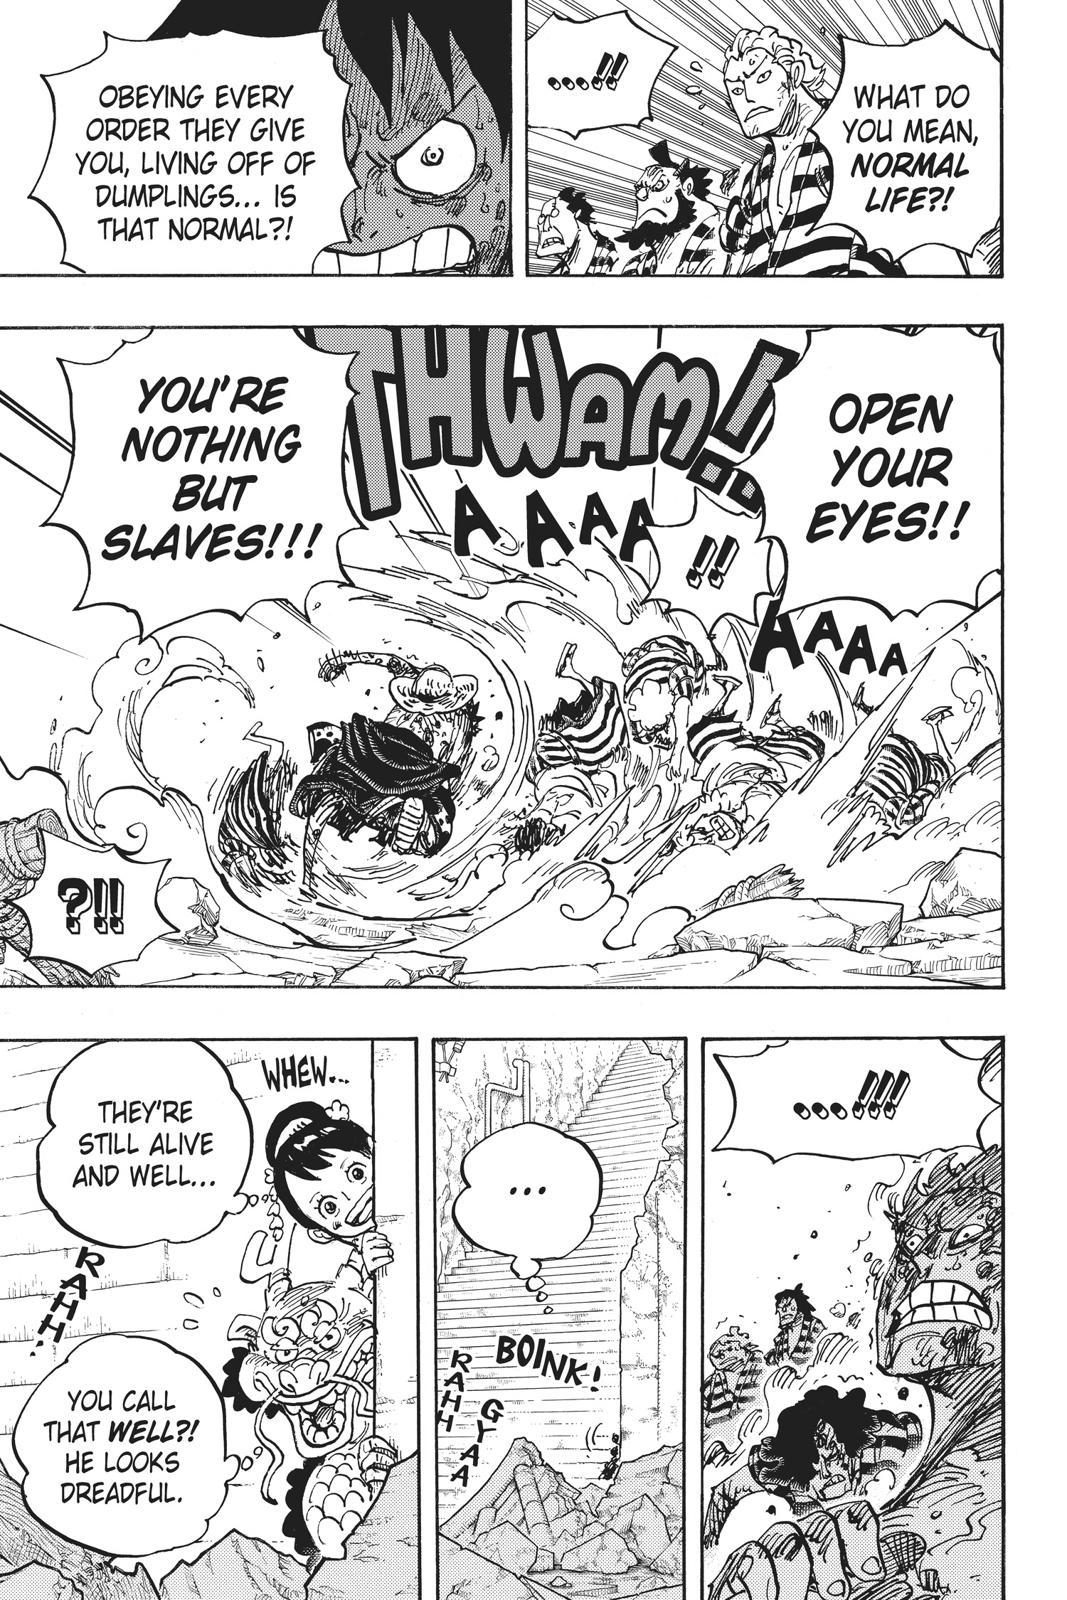 WHAT DO
YOU MEAN,
NORMAL
LIFE?!
...!!
OBEYING EVERY
ORDER THEY GIVE
YOU, LIVING OFF OF
DUMPLINGS... IS
THAT NORMAL?!
OPEN
YOUR
EYES!!
THWAM!!
AAAA
!!
AAAA
YOU'RE
NOTHING
BUT
SLAVES!!!
?!!
...!!!
...
BOINK!
GYAA
RAHH
WHEW...
THEY'RE
STILL ALIVE
AND WELL...
RAHH!
YOU CALL
THAT WELL?!
HE LOOKS
DREADFUL.